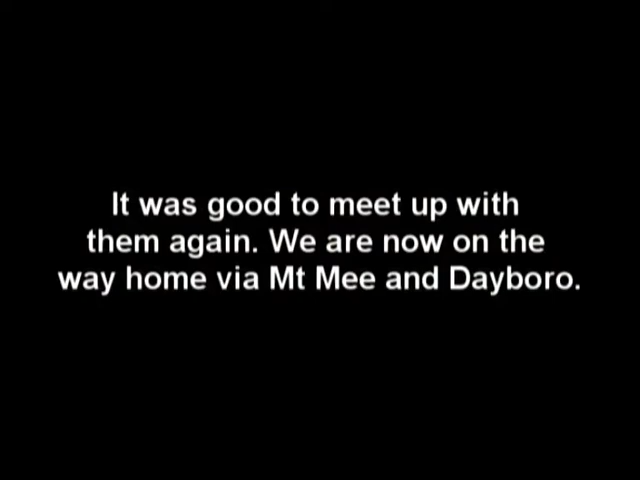 It was good to meet up with
them again. We are now on the
way home via Mt Mee and Dayboro.